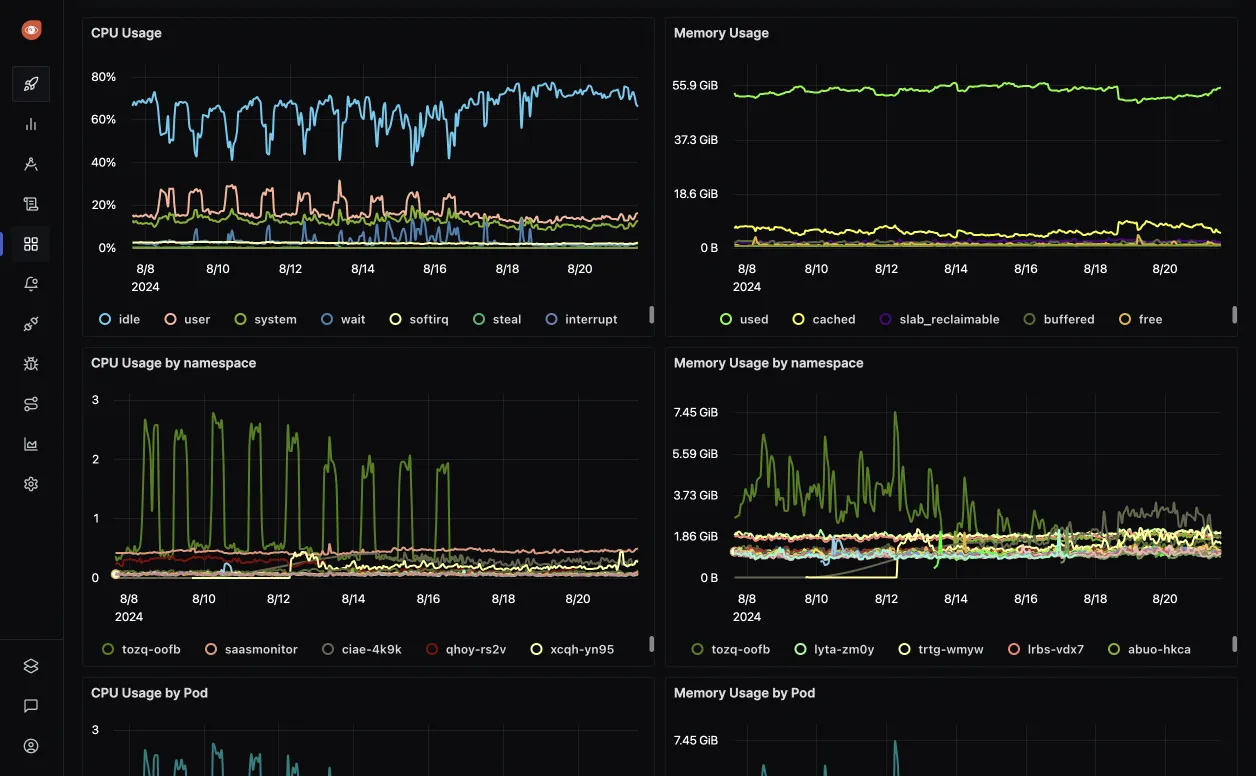 CPU Usage
80%
60%
40%
20%
0%
8/8
8/10
8/12
8/14
8/16
8/18
8/20
2024
idle
user
system
wait
softirq
steal
interrupt
Memory Usage
55.9 GiB
37.3 GiB
18.6 GiB
0 B
8/8
8/10
8/12
8/14
8/16
8/18
8/20
2024
used
cached
slab_reclaimable
buffered
free
CPU Usage by namespace
3
2
1
0
8/8
8/10
8/12
8/14
8/16
8/18
8/20
2024
tozq-oofb
saasmonitor
ciae-4k9k
qhoy-rs2v
xcqh-yn95
Memory Usage by namespace
7.45 GiB
5.59 GiB
3.73 GiB
1.86 GiB
0 B
8/8
8/10
8/12
8/14
8/16
8/18
8/20
2024
tozq-oofb
lyta-zm0y
trtg-wmyw
lrbs-vdx7
abuo-hkca
CPU Usage by Pod
3
Memory Usage by Pod
7.45 GiB